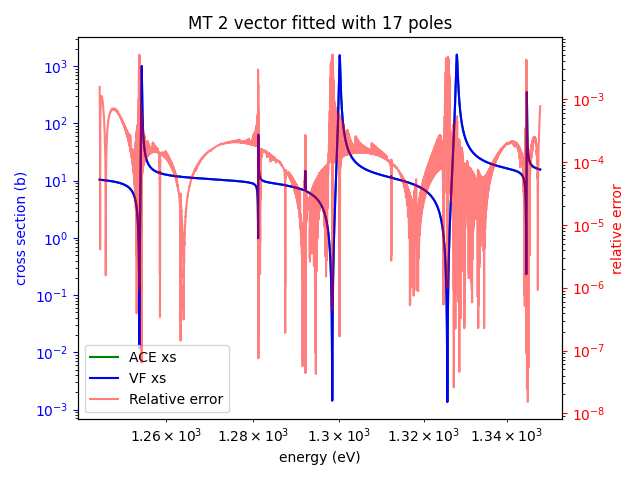 MT 2 vector fitted with 17 poles
cross section (b)
10³
10²
10¹
10⁰
10⁻¹
10⁻²
10⁻³
ACE xs
VF xs
Relative error
1.26 × 10³ 1.28 × 10³ 1.3 × 10³ 1.32 × 10³ 1.34 × 10³
energy (eV)
10⁻³
10⁻⁴
10⁻⁵
10⁻⁶
10⁻⁷
10⁻⁸
relative error